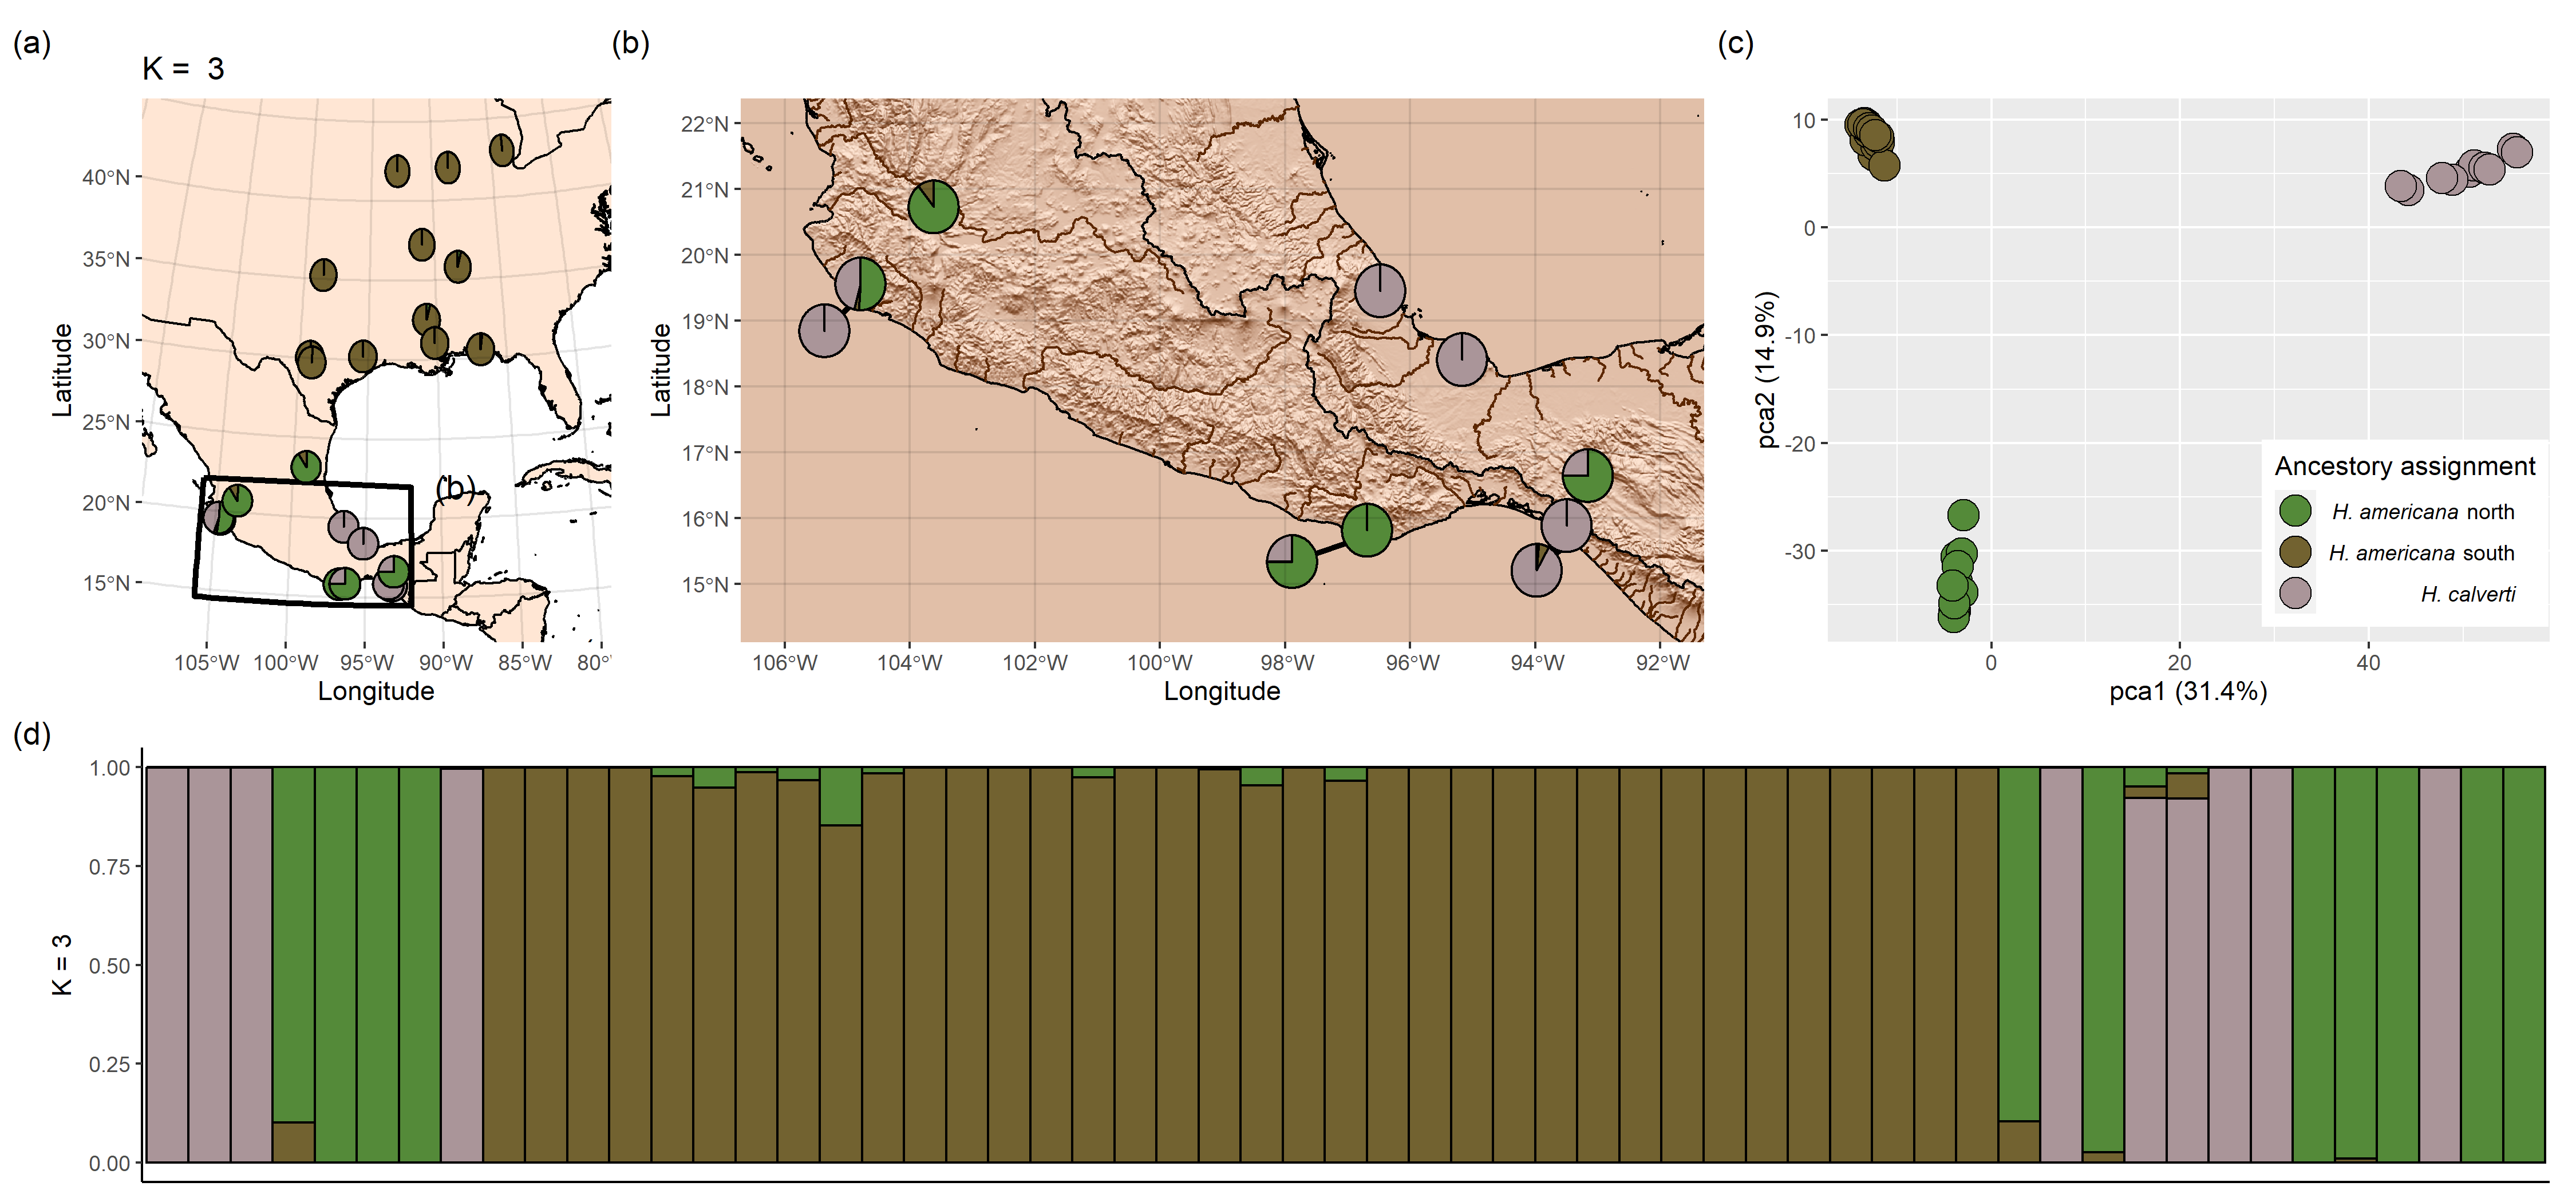 (a)
K = 3
40°N
35°N
30°N
25°N
20°N
15°N
Latitude
(b)
105°W 100°W 95°W 90°W 85°W 80°
Longitude
(b)
22°N
21°N
20°N
19°N
18°N
17°N
16°N
15°N
Latitude
106°W 104°W 102°W 100°W 98°W 96°W 94°W 92°W
Longitude
(c)
10
0
-10
-20
-30
pca2 (14.9%)
Ancestory assignment
H. americana north
H. americana south
H. calverti
0 20 40
pca1 (31.4%)
(d)
1.00
0.75
0.50
0.25
0.00
K = 3